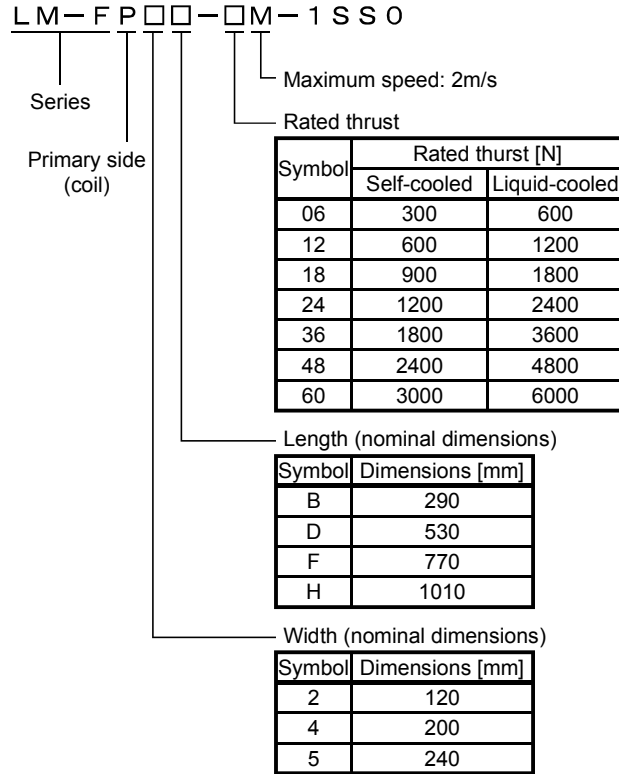 LM-FP□□-□M-1SS0
Maximum speed: 2m/s
Series
Rated thrust
Primary side
(coil)
Symbol Rated thurst [N]
Self-cooled Liquid-cooled
06 300 600
12 600 1200
18 900 1800
24 1200 2400
36 1800 3600
48 2400 4800
60 3000 6000
Length (nominal dimensions)
Symbol Dimensions [mm]
B 290
D 530
F 770
H 1010
Width (nominal dimensions)
Symbol Dimensions [mm]
2 120
4 200
5 240